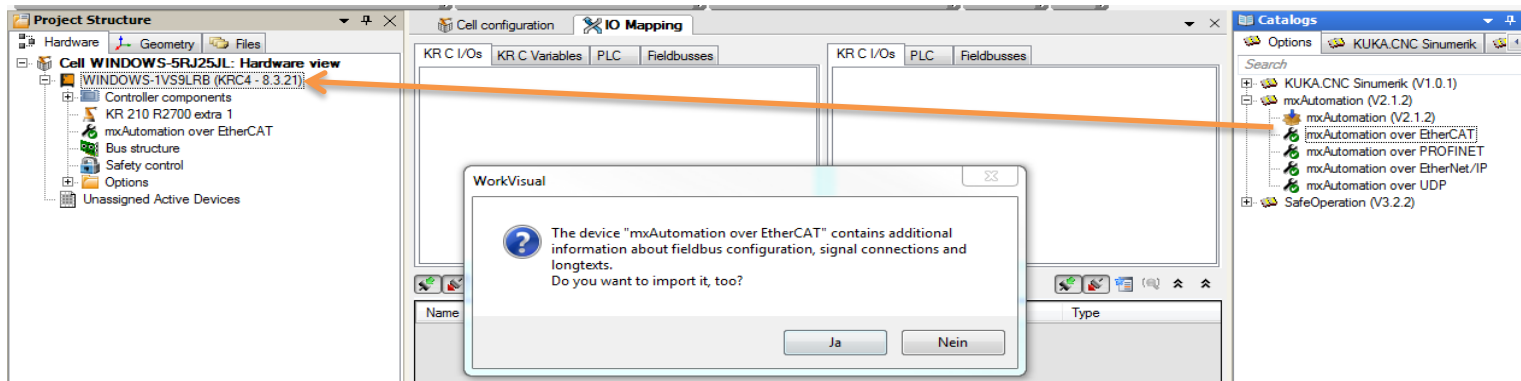 Project Structure
Hardware
Geometry
Files
Cell WINDOWS-5RJ25JL: Hardware view
WINDOWS-1VS9LRB (KRC4 - 8.3.21)
Controller components
KR 210 R2700 extra 1
mxAutomation over EtherCAT
Bus structure
Safety control
Options
Unassigned Active Devices
Cell configuration
IO Mapping
KR C I/Os
KR C Variables
PLC
Fieldbusses
KR C I/Os
PLC
Fieldbusses
WorkVisual
The device "mxAutomation over EtherCAT" contains additional
information about fieldbus configuration, signal connections and
longtexts.
Do you want to import it, too?
Ja
Nein
Name
Type
Catalogs
Options
KUKA.CNC Sinumerik
Search
KUKA.CNC Sinumerik (V1.0.1)
mxAutomation (V2.1.2)
mxAutomation (V2.1.2)
mxAutomation over EtherCAT
mxAutomation over PROFINET
mxAutomation over EtherNet/IP
mxAutomation over UDP
SafeOperation (V3.2.2)